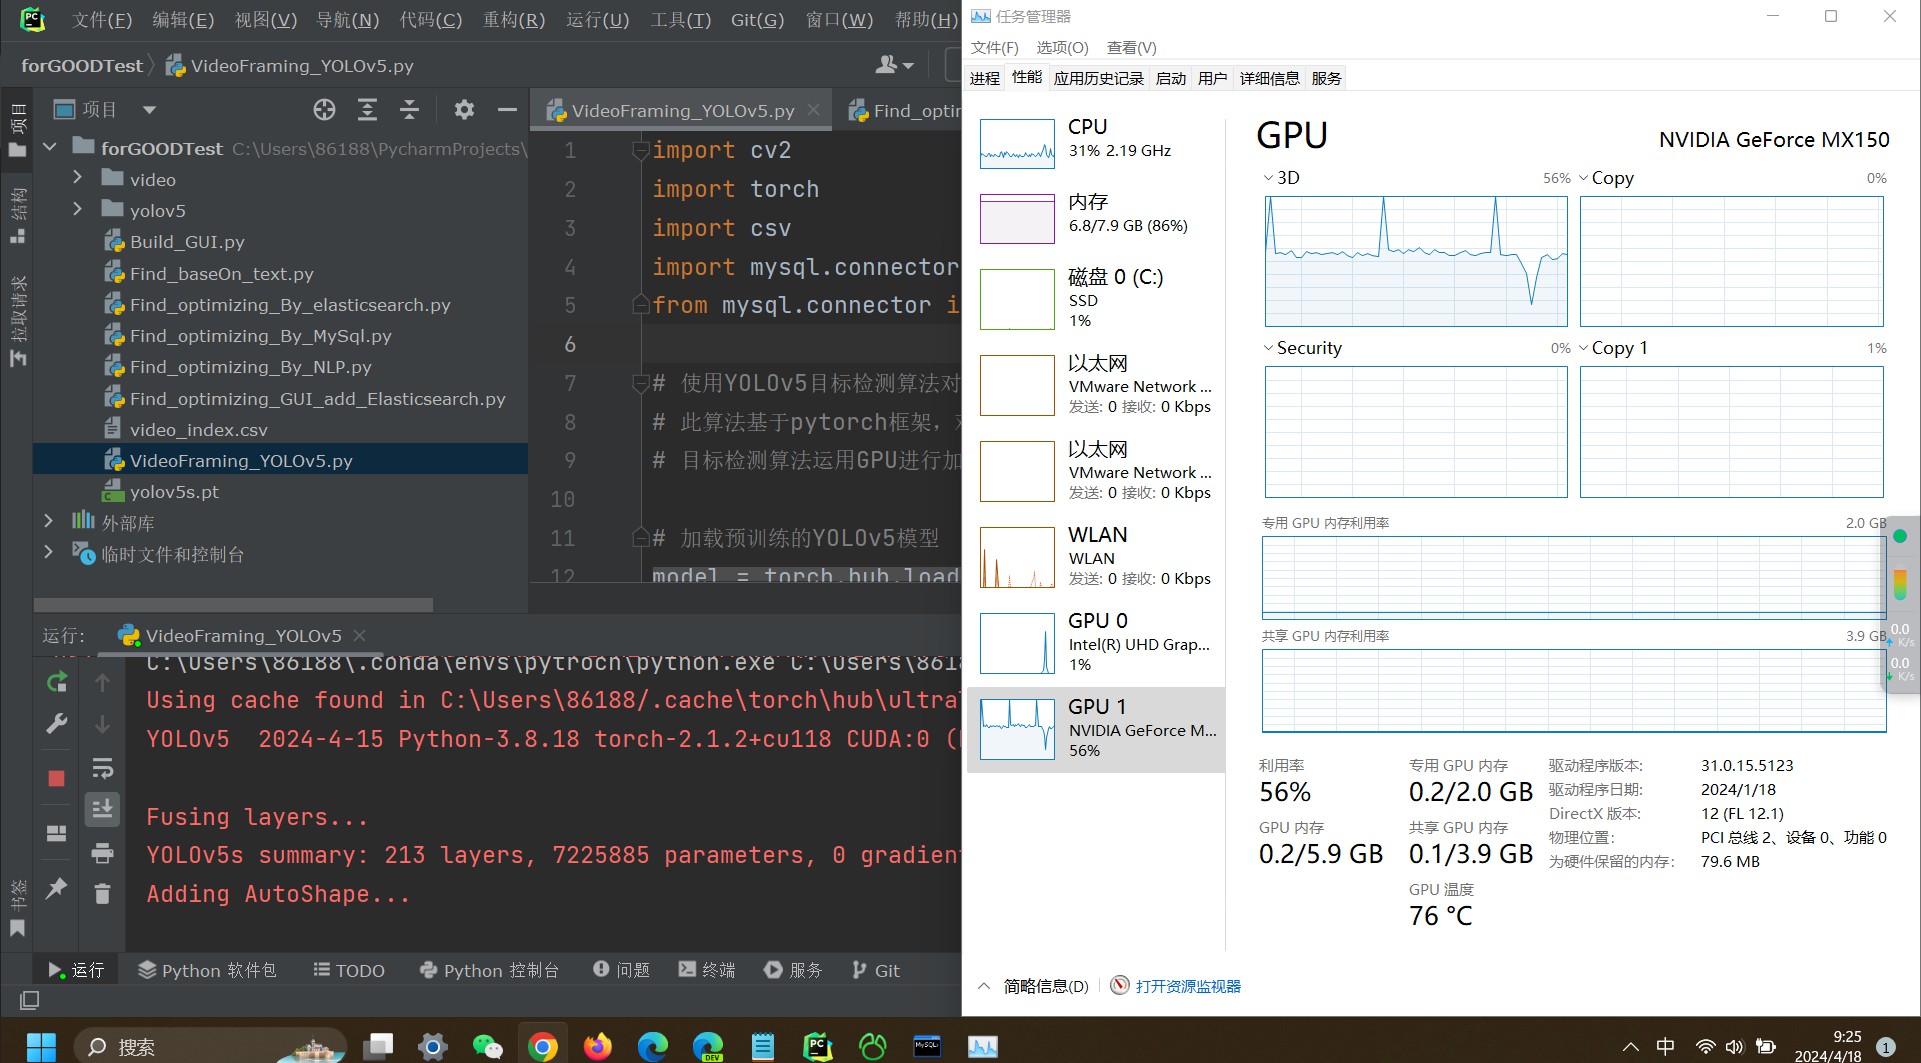 文件(F) 编辑(E) 视图(V) 导航(N) 代码(C) 重构(R) 运行(U) 工具(T) Git(G) 窗口(W) 帮助(H)
forGOODTest VideoFraming_YOLOv5.py
项目
VideoFraming_YOLOv5.py
Find_opti
项目
结构
拉取请求
书签
forGOODTest C:\Users\86188\PycharmProjects\
video
yolov5
Build_GUI.py
Find_baseOn_text.py
Find_optimizing_By_elasticsearch.py
Find_optimizing_By_MySql.py
Find_optimizing_By_NLP.py
Find_optimizing_GUI_add_Elasticsearch.py
video_index.csv
VideoFraming_YOLOv5.py
yolov5s.pt
外部库
临时文件和控制台
1 import cv2
2 import torch
3 import csv
4 import mysql.connector
5 from mysql.connector i
6
7 # 使用YOLOv5目标检测算法对
8 # 此算法基于pytorch框架，
9 # 目标检测算法运用GPU进行加
10
11 # 加载预训练的YOLOv5模型
12 model = torch.hub.load
运行: VideoFraming_YOLOv5
C:\Users\86188\.conda\envs\pytroch\python.exe C:\Users\861
Using cache found in C:\Users\86188/.cache\torch\hub\ultral
YOLOv5 2024-4-15 Python-3.8.18 torch-2.1.2+cu118 CUDA:0 (
Fusing layers...
YOLOv5s summary: 213 layers, 7225885 parameters, 0 gradien
Adding AutoShape...
运行 Python 软件包 TODO Python 控制台 问题 终端 服务 Git
任务管理器
文件(F) 选项(O) 查看(V)
进程 性能 应用历史记录 启动 用户 详细信息 服务
CPU
31% 2.19 GHz
内存
6.8/7.9 GB (86%)
磁盘 0 (C:)
SSD
1%
以太网
VMware Network ...
发送: 0 接收: 0 Kbps
以太网
VMware Network ...
发送: 0 接收: 0 Kbps
WLAN
WLAN
发送: 0 接收: 0 Kbps
GPU 0
Intel(R) UHD Grap...
1%
GPU 1
NVIDIA GeForce M...
56%
GPU NVIDIA GeForce MX150
3D 56% Copy 0%
Security 0% Copy 1 1%
专用 GPU 内存利用率 2.0 GB
共享 GPU 内存利用率 3.9 GB
利用率
56%
GPU 内存
0.2/5.9 GB
专用 GPU 内存
0.2/2.0 GB
共享 GPU 内存
0.1/3.9 GB
GPU 温度
76 °C
驱动程序版本: 31.0.15.5123
驱动程序日期: 2024/1/18
DirectX 版本: 12 (FL 12.1)
物理位置: PCI 总线 2、设备 0、功能 0
为硬件保留的内存: 79.6 MB
0.0
K/s
0.0
K/s
简略信息(D) 打开资源监视器
搜索
PC
DEV
PC
MySQL
中
9:25
2024/4/18
1